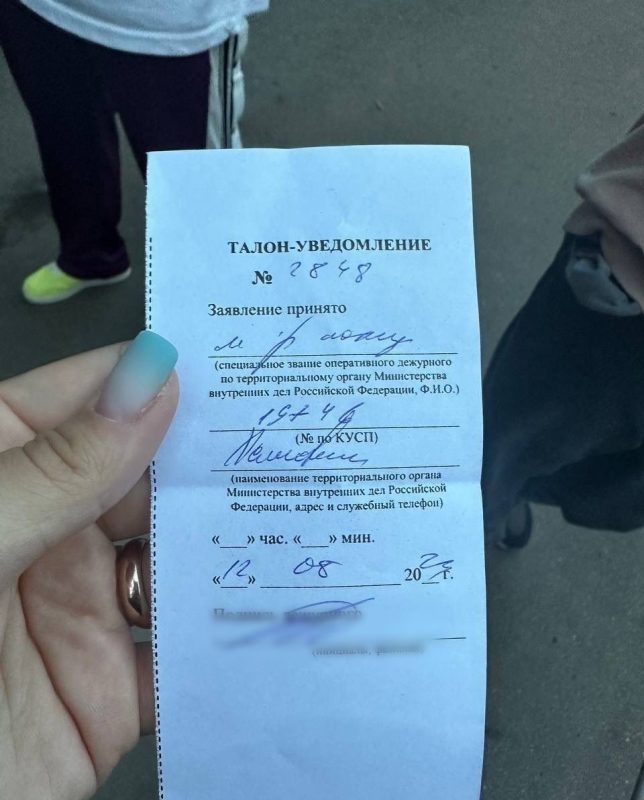 ТАЛОН-УВЕДОМЛЕНИЕ
№ 2848
Заявление принято
(специальное звание оперативного дежурного
по территориальному органу Министерства
внутренних дел Российской Федерации, Ф.И.О.)
(№ по КУСП)
(наименование территориального органа
Министерства внутренних дел Российской
Федерации, адрес и служебный телефон)
«___» час. «___» мин.
«12» 08 20 г.